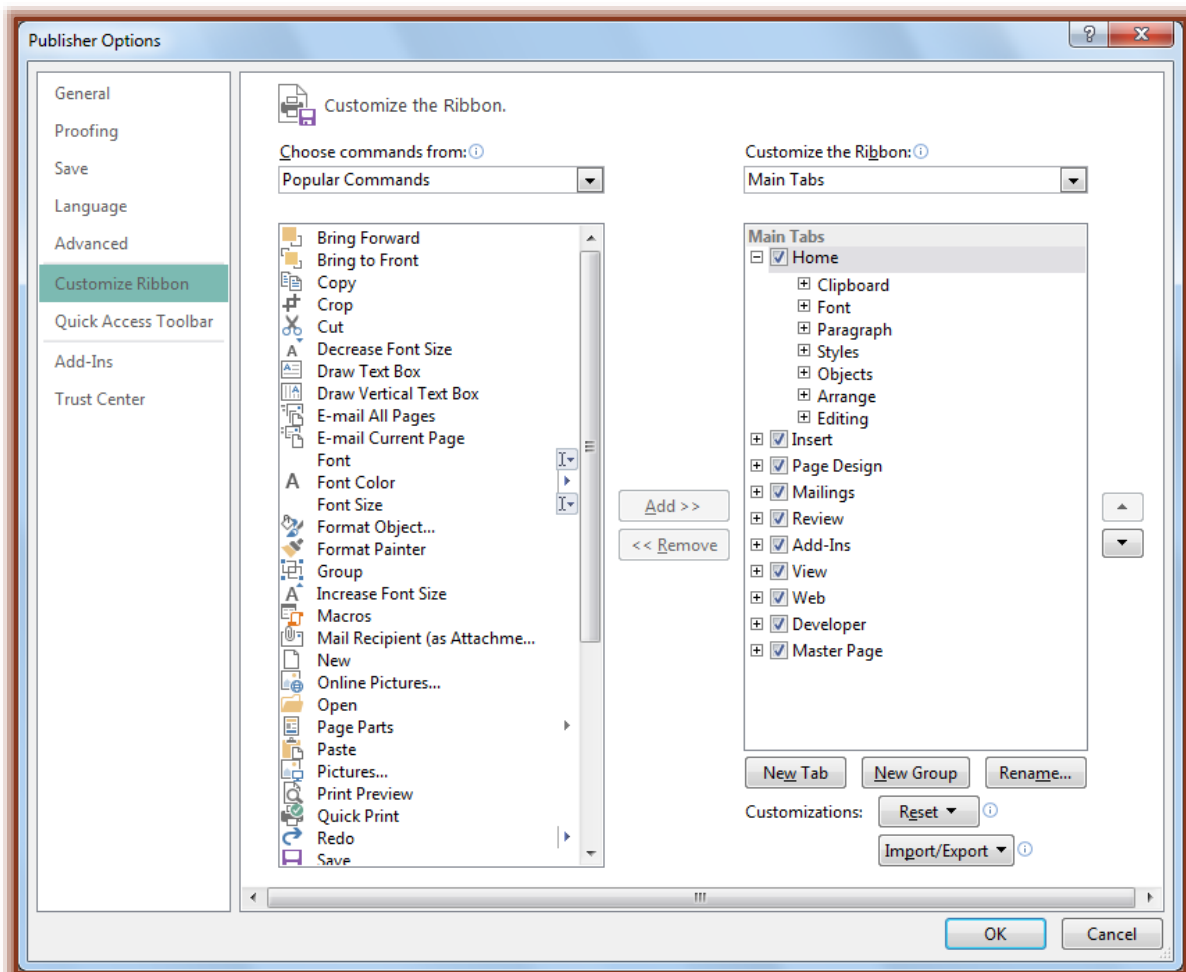 Publisher Options
General
Proofing
Save
Language
Advanced
Customize Ribbon
Quick Access Toolbar
Add-Ins
Trust Center
Customize the Ribbon.
Choose commands from:
Popular Commands
Bring Forward
Bring to Front
Copy
Crop
Cut
Decrease Font Size
Draw Text Box
Draw Vertical Text Box
E-mail All Pages
E-mail Current Page
Font
Font Color
Font Size
Format Object...
Format Painter
Group
Increase Font Size
Macros
Mail Recipient (as Attachme...
New
Online Pictures...
Open
Page Parts
Paste
Pictures...
Print Preview
Quick Print
Redo
Save
Add >>
<< Remove
Customize the Ribbon:
Main Tabs
Main Tabs
Home
Clipboard
Font
Paragraph
Styles
Objects
Arrange
Editing
Insert
Page Design
Mailings
Review
Add-Ins
View
Web
Developer
Master Page
New Tab
New Group
Rename...
Customizations:
Reset
Import/Export
OK
Cancel